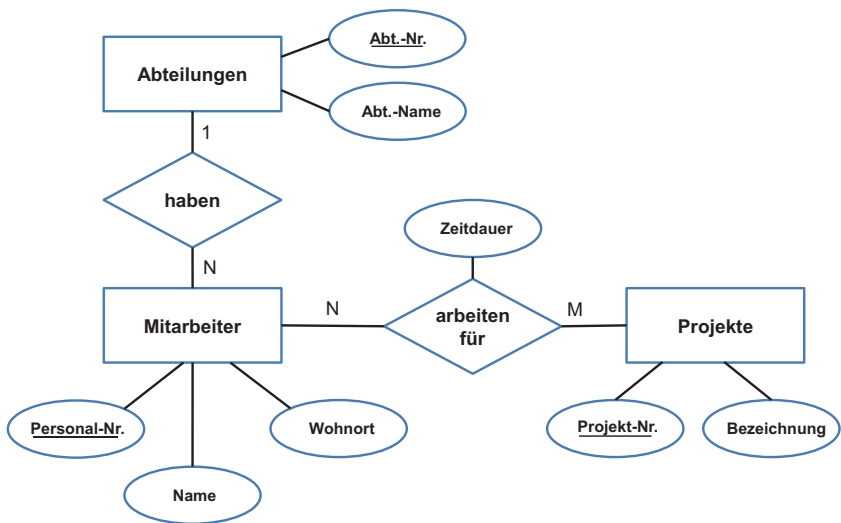 Abt.-Nr.
Abteilungen
Abt.-Name
1
haben
Zeitdauer
N
Mitarbeiter
N
arbeiten
für
M
Projekte
Personal-Nr.
Wohnort
Projekt-Nr.
Bezeichnung
Name